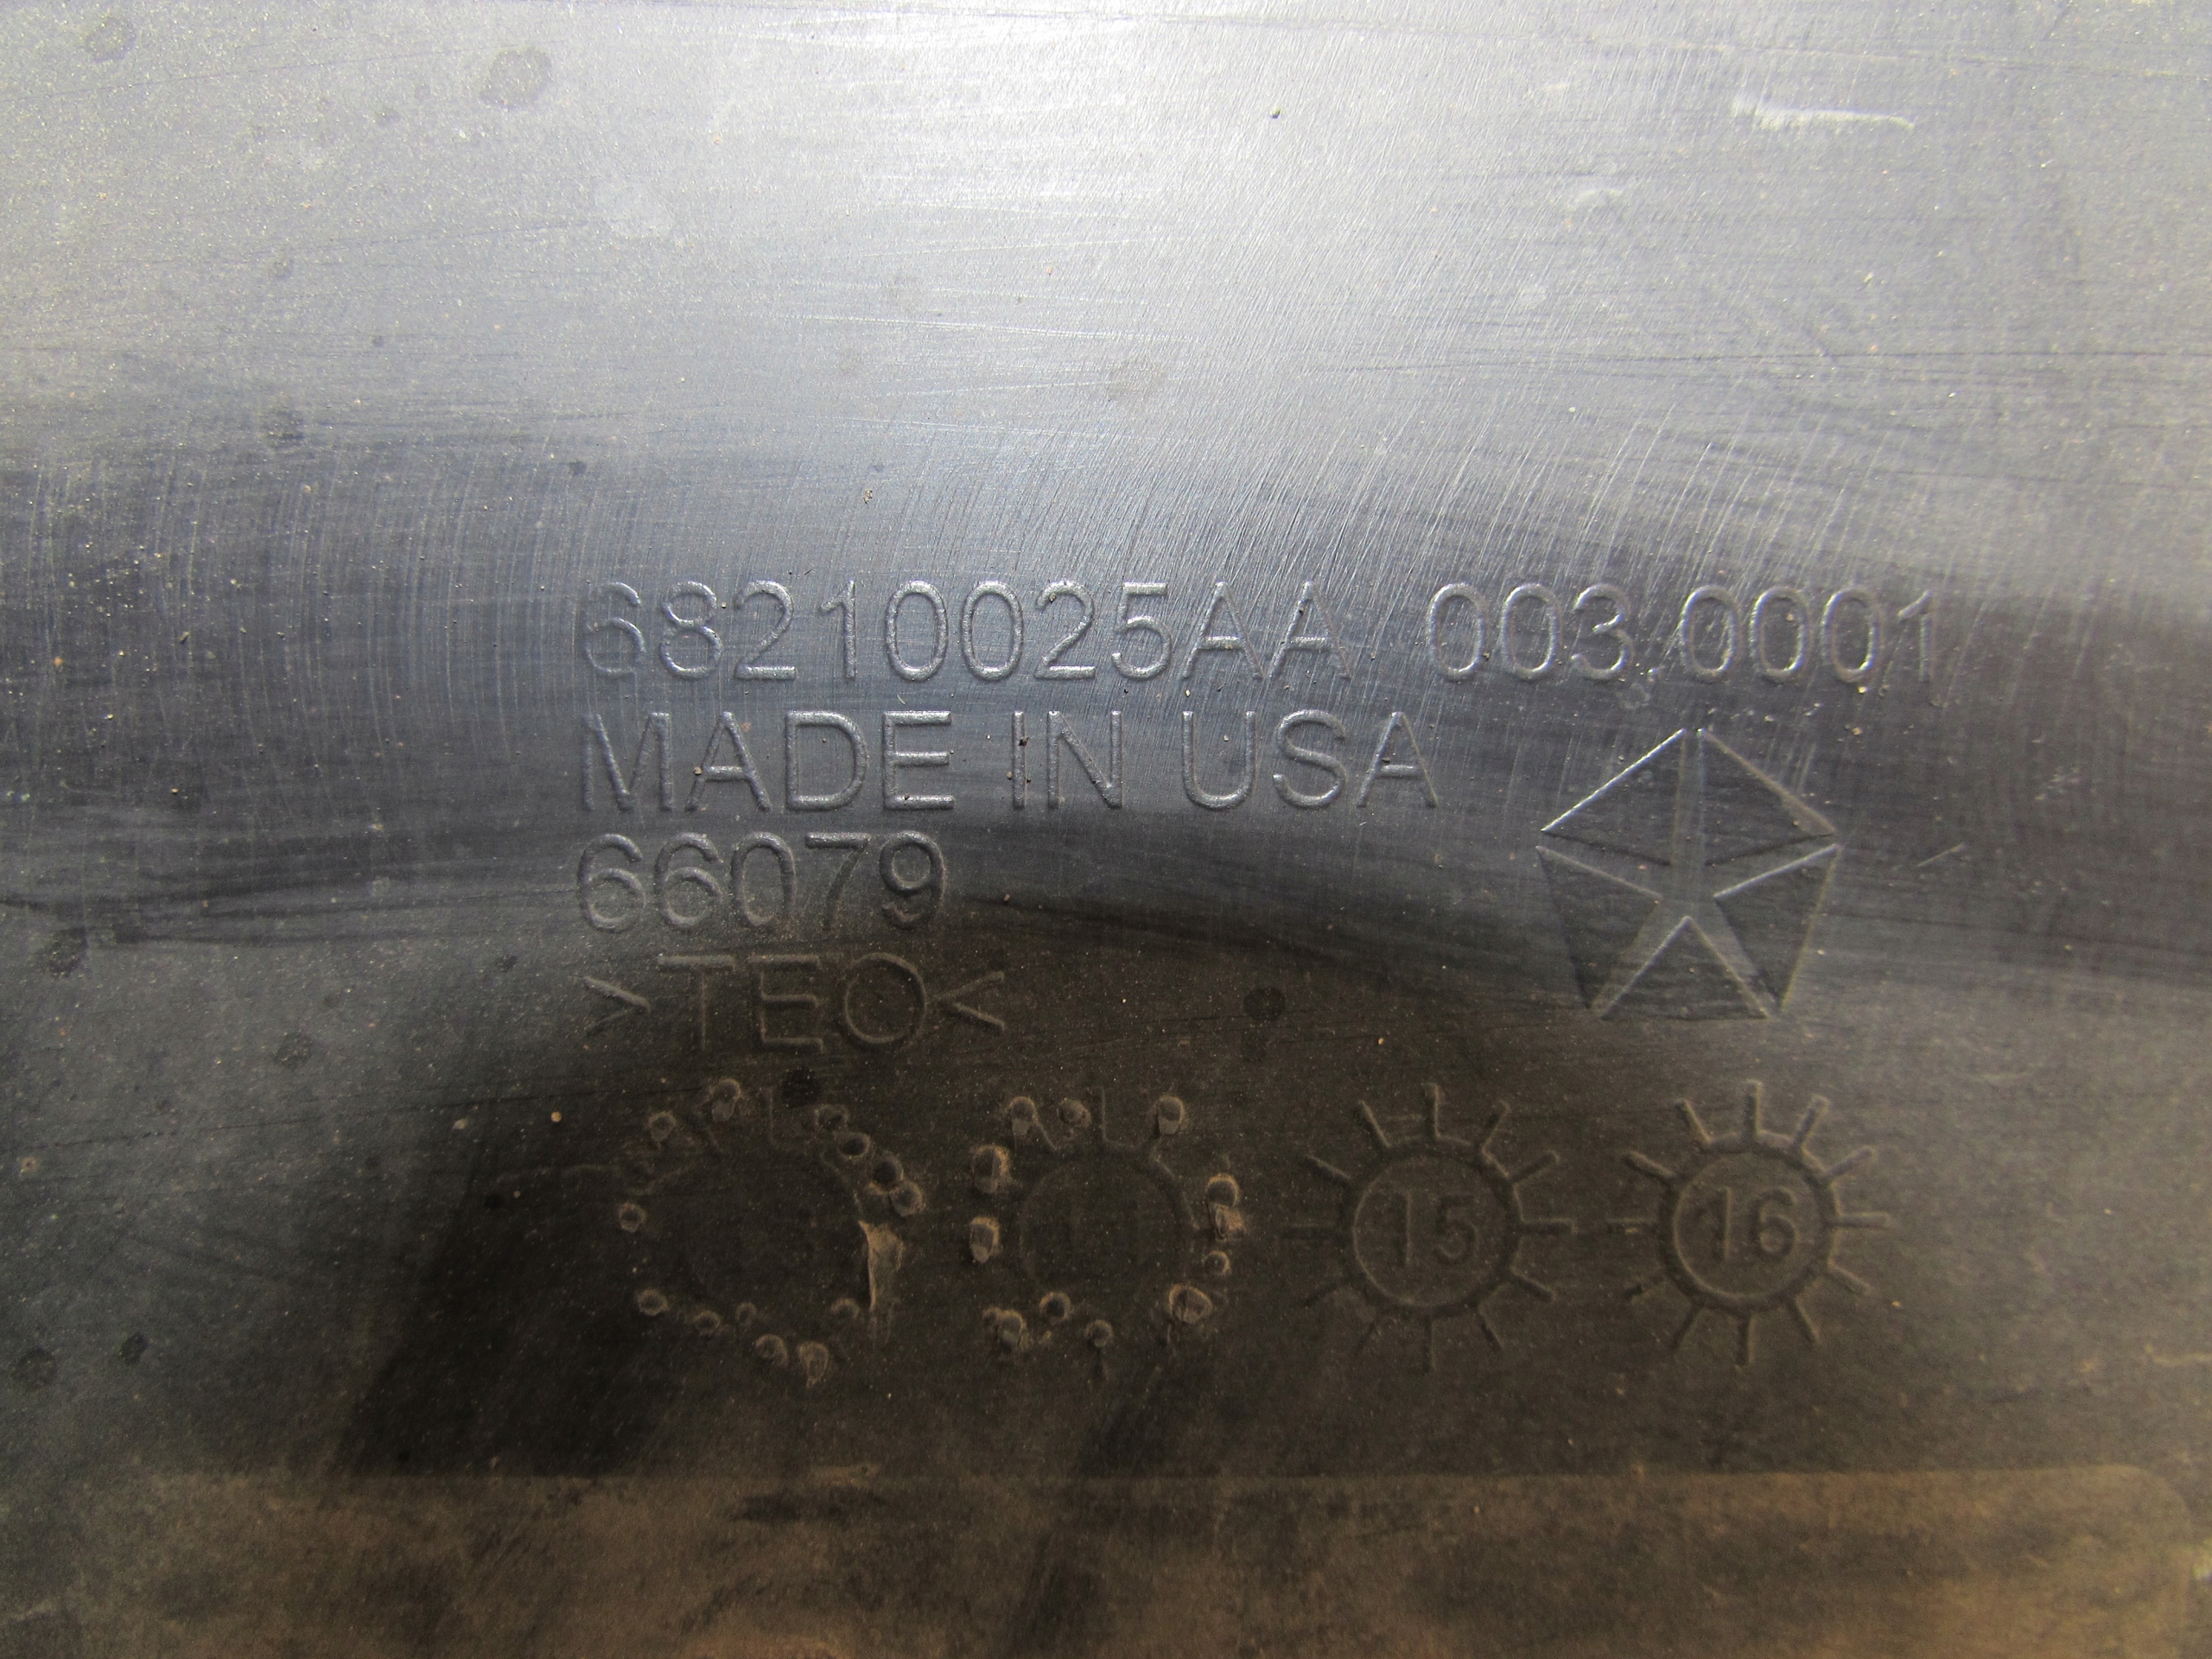 68210025AA 003.0001
MADE IN USA
66079
>TEO<
15 16